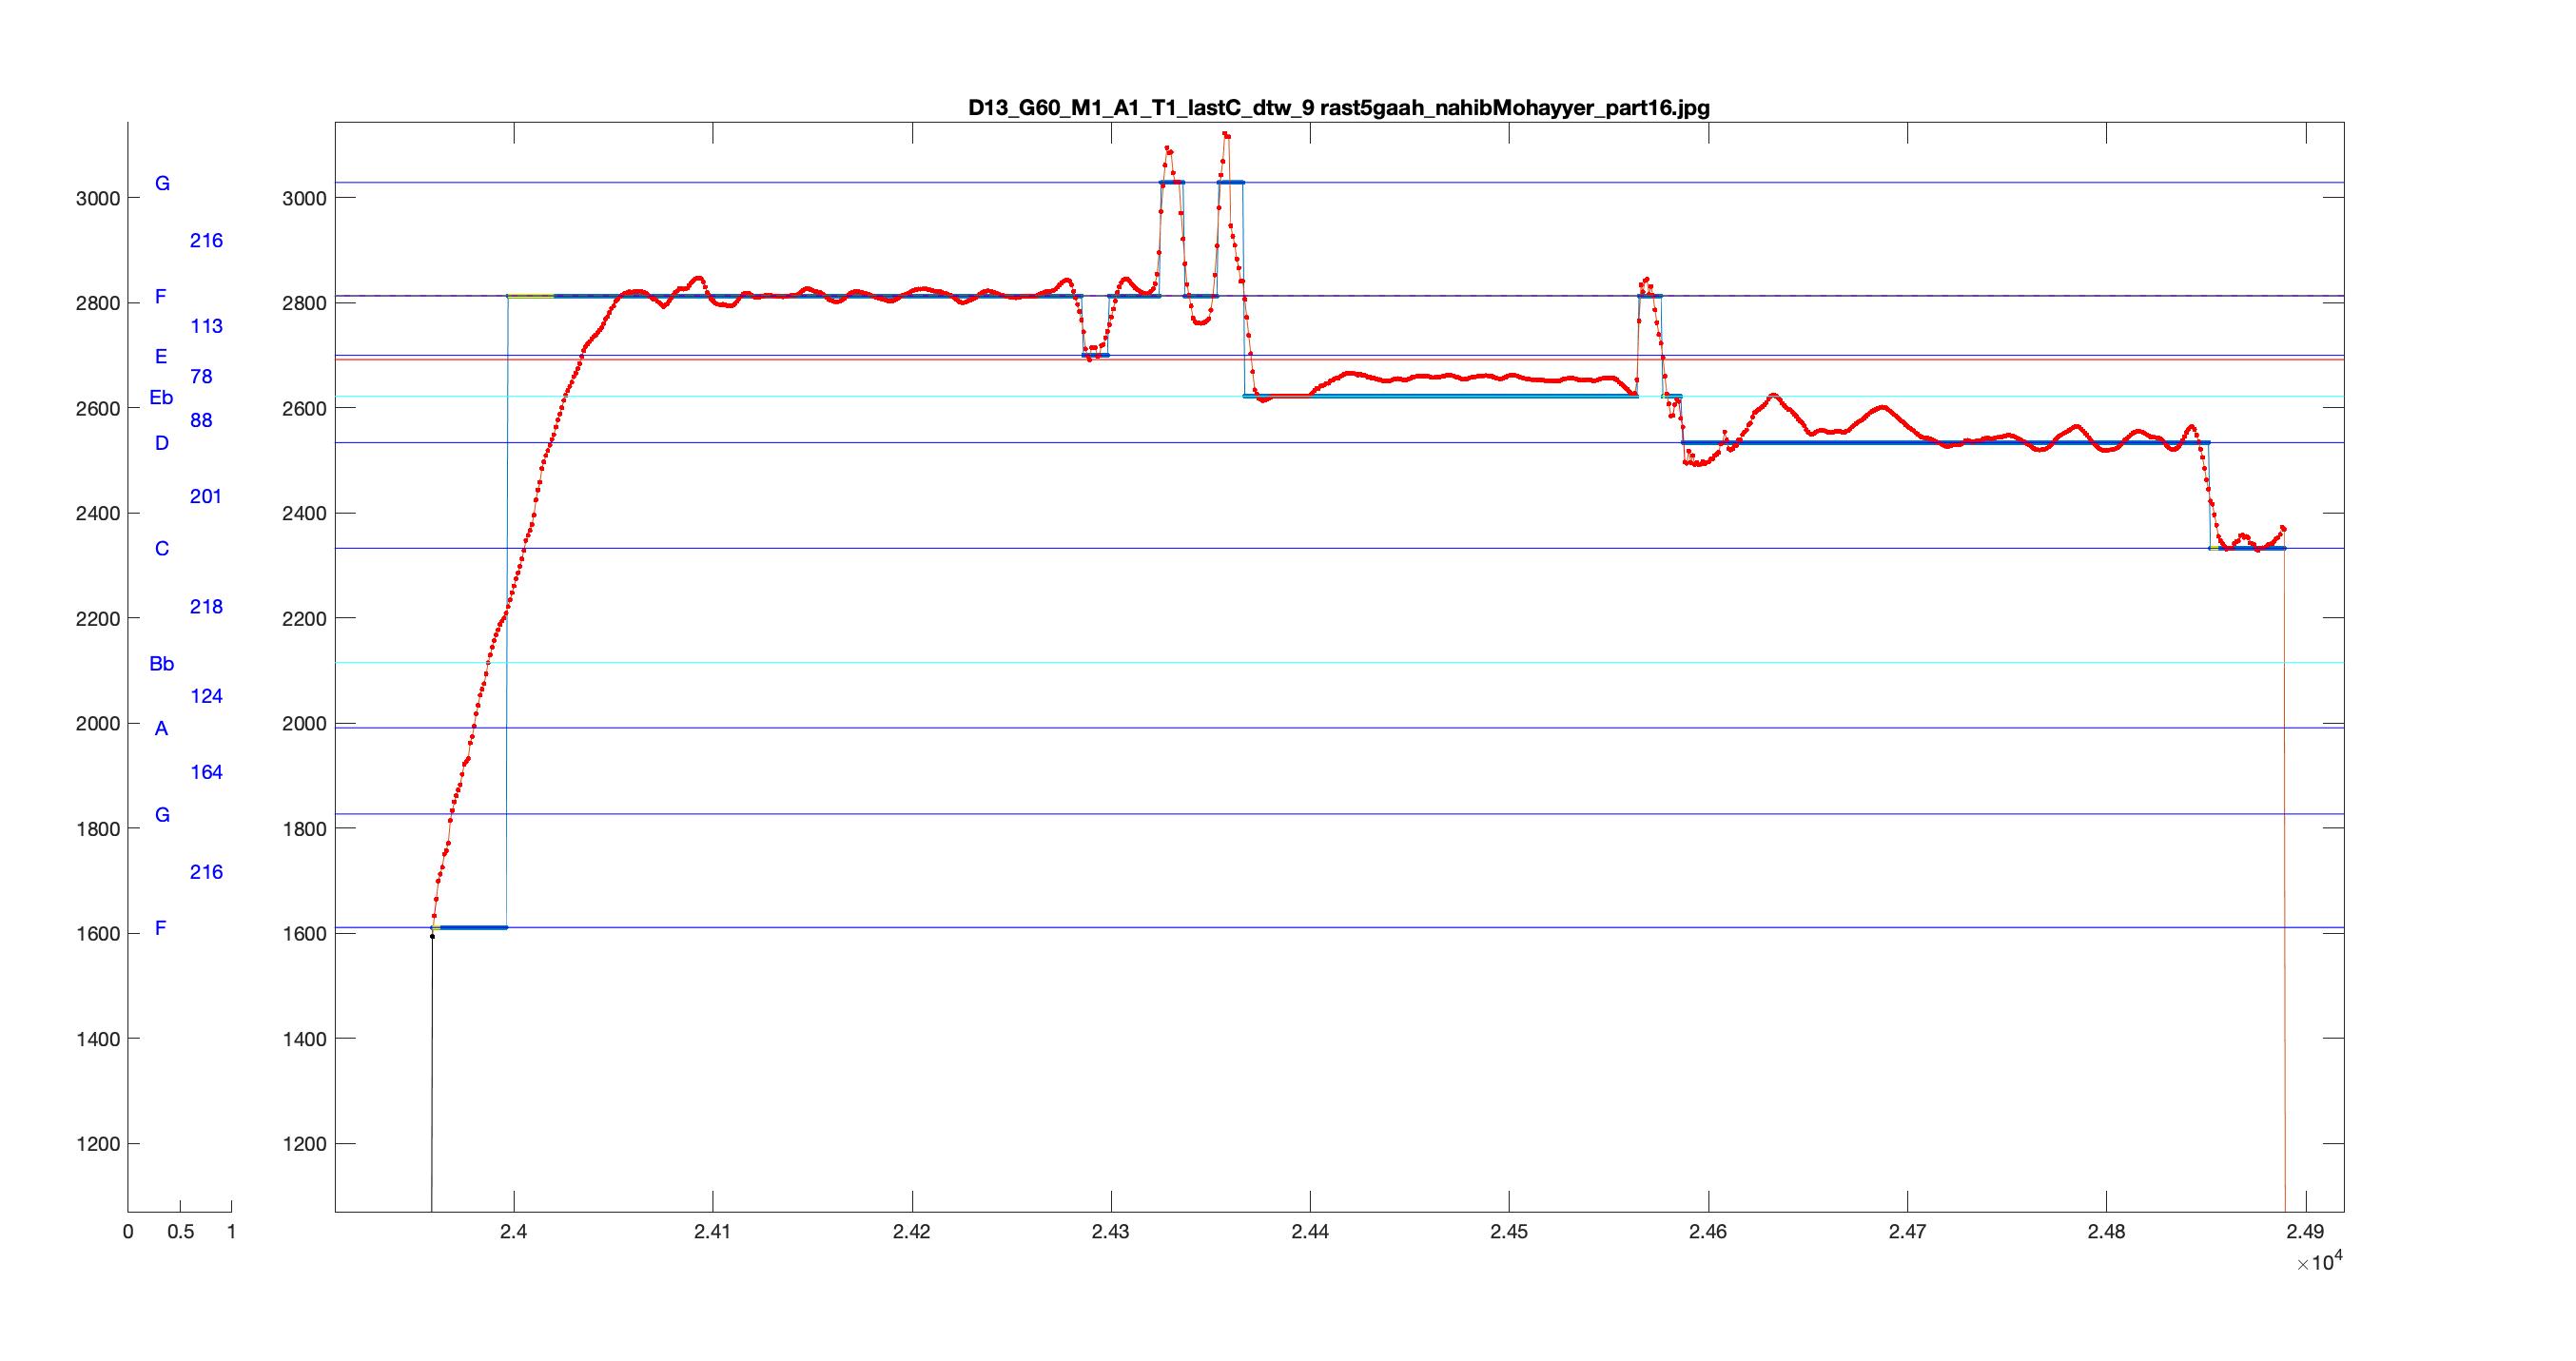 D13_G60_M1_A1_T1_lastC_dtw_9 rast5gaah_nahibMohayyer_part16.jpg
G
3000 3000
216
F
2800 2800
113
E
78
Eb
2600 2600
88
D
201
2400 2400
C
218
2200 2200
Bb
124
2000 2000
A
164
G
1800 1800
216
F
1600 1600
1400 1400
1200 1200
0 0.5 1 2.4 2.41 2.42 2.43 2.44 2.45 2.46 2.47 2.48 2.49
×10^4